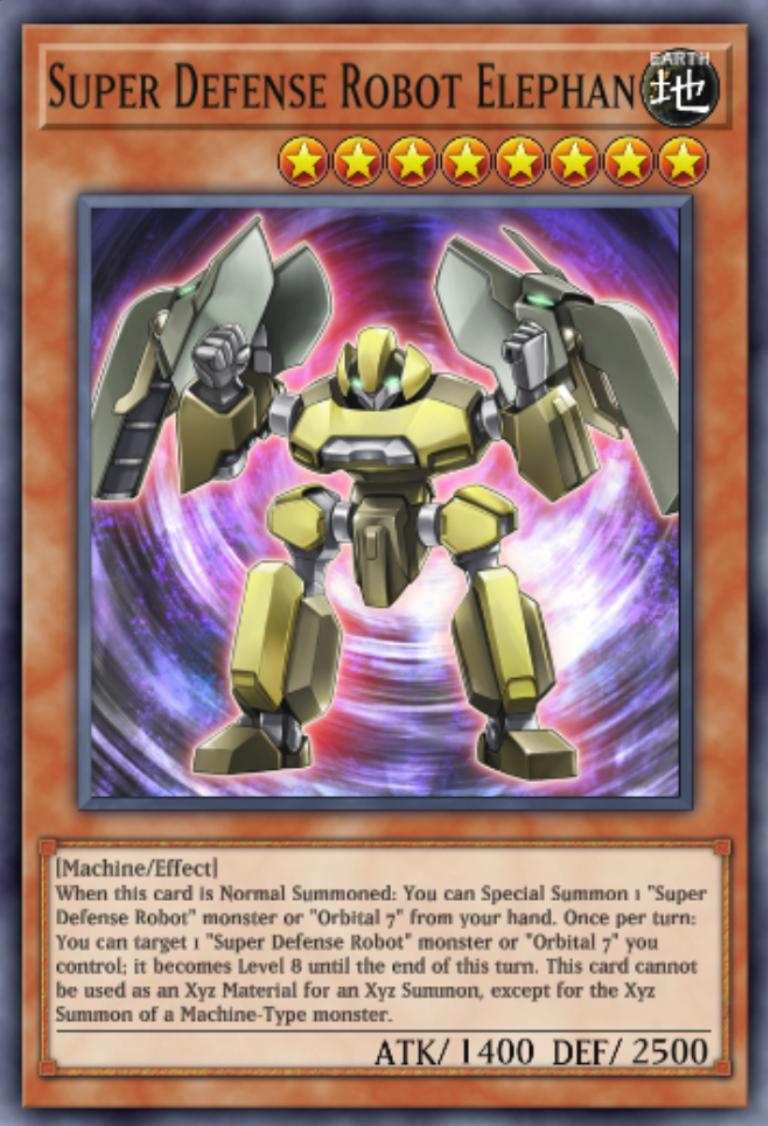 SUPER DEFENSE ROBOT ELEPHAN
EARTH
地
[Machine/Effect]
When this card is Normal Summoned: You can Special Summon 1 "Super
Defense Robot" monster or "Orbital 7" from your hand. Once per turn:
You can target 1 "Super Defense Robot" monster or "Orbital 7" you
control; it becomes Level 8 until the end of this turn. This card cannot
be used as an Xyz Material for an Xyz Summon, except for the Xyz
Summon of a Machine-Type monster.
ATK/ 1400 DEF/ 2500